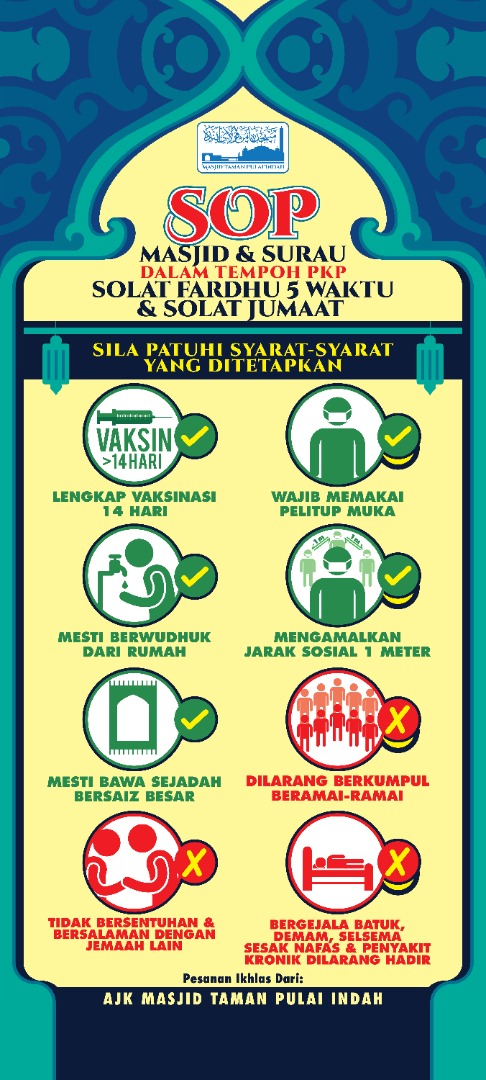 MASJID TAMAN PULAI INDAH
SOP
MASJID & SURAU
DALAM TEMPOH PKP
SOLAT FARDHU 5 WAKTU
& SOLAT JUMAAT
SILA PATUHI SYARAT-SYARAT
YANG DITETAPKAN
VAKSIN
>14 HARI
LENGKAP VAKSINASI
14 HARI
WAJIB MEMAKAI
PELITUP MUKA
MESTI BERWUDHUK
DARI RUMAH
1m 1m
MENGAMALKAN
JARAK SOSIAL 1 METER
MESTI BAWA SEJADAH
BERSAIZ BESAR
DILARANG BERKUMPUL
BERAMAI-RAMAI
TIDAK BERSENTUHAN &
BERSALAMAN DENGAN
JEMAAH LAIN
BERGEJALA BATUK,
DEMAM, SELSEMA
SESAK NAFAS & PENYAKIT
KRONIK DILARANG HADIR
Pesanan Ikhlas Dari:
AJK MASJID TAMAN PULAI INDAH